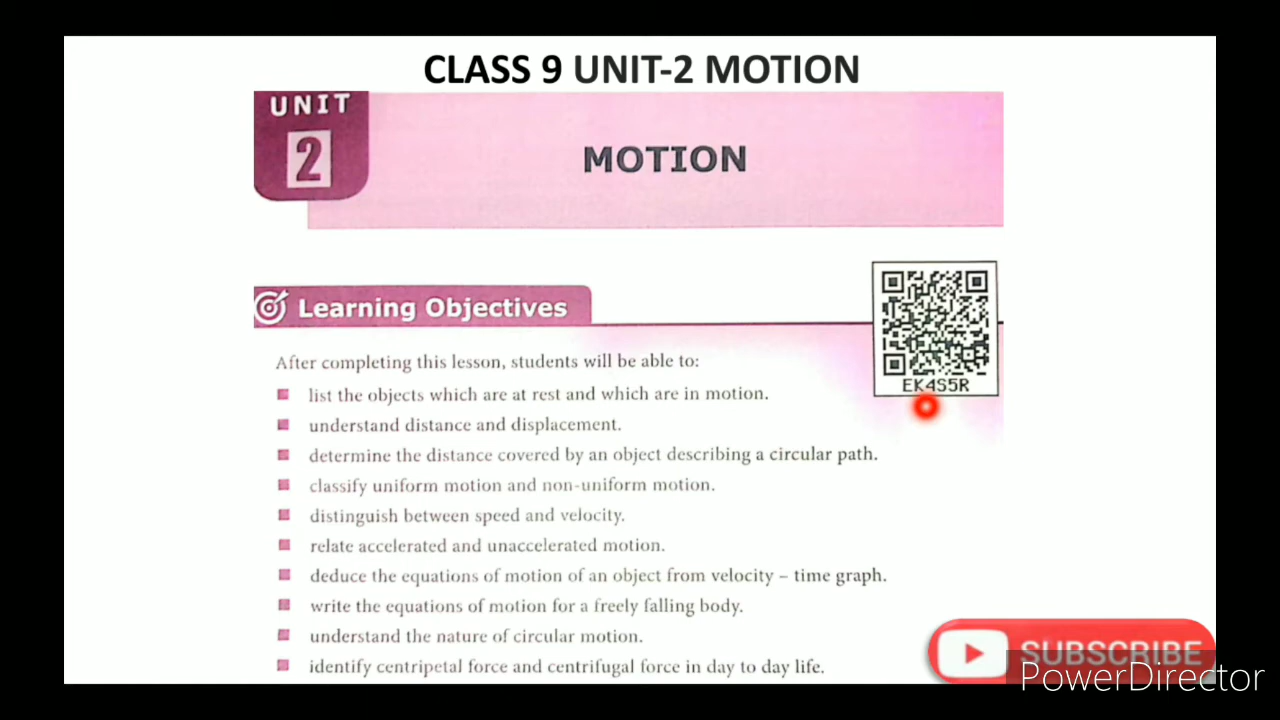 CLASS 9 UNIT-2 MOTION
UNIT
2
MOTION
Learning Objectives
EK4S5R
After completing this lesson, students will be able to:
list the objects which are at rest and which are in motion.
understand distance and displacement.
determine the distance covered by an object describing a circular path.
classify uniform motion and non-uniform motion.
distinguish between speed and velocity.
relate accelerated and unaccelerated motion.
deduce the equations of motion of an object from velocity – time graph.
write the equations of motion for a freely falling body.
understand the nature of circular motion.
identify centripetal force and centrifugal force in day to day life.
SUBSCRIBE
PowerDirector